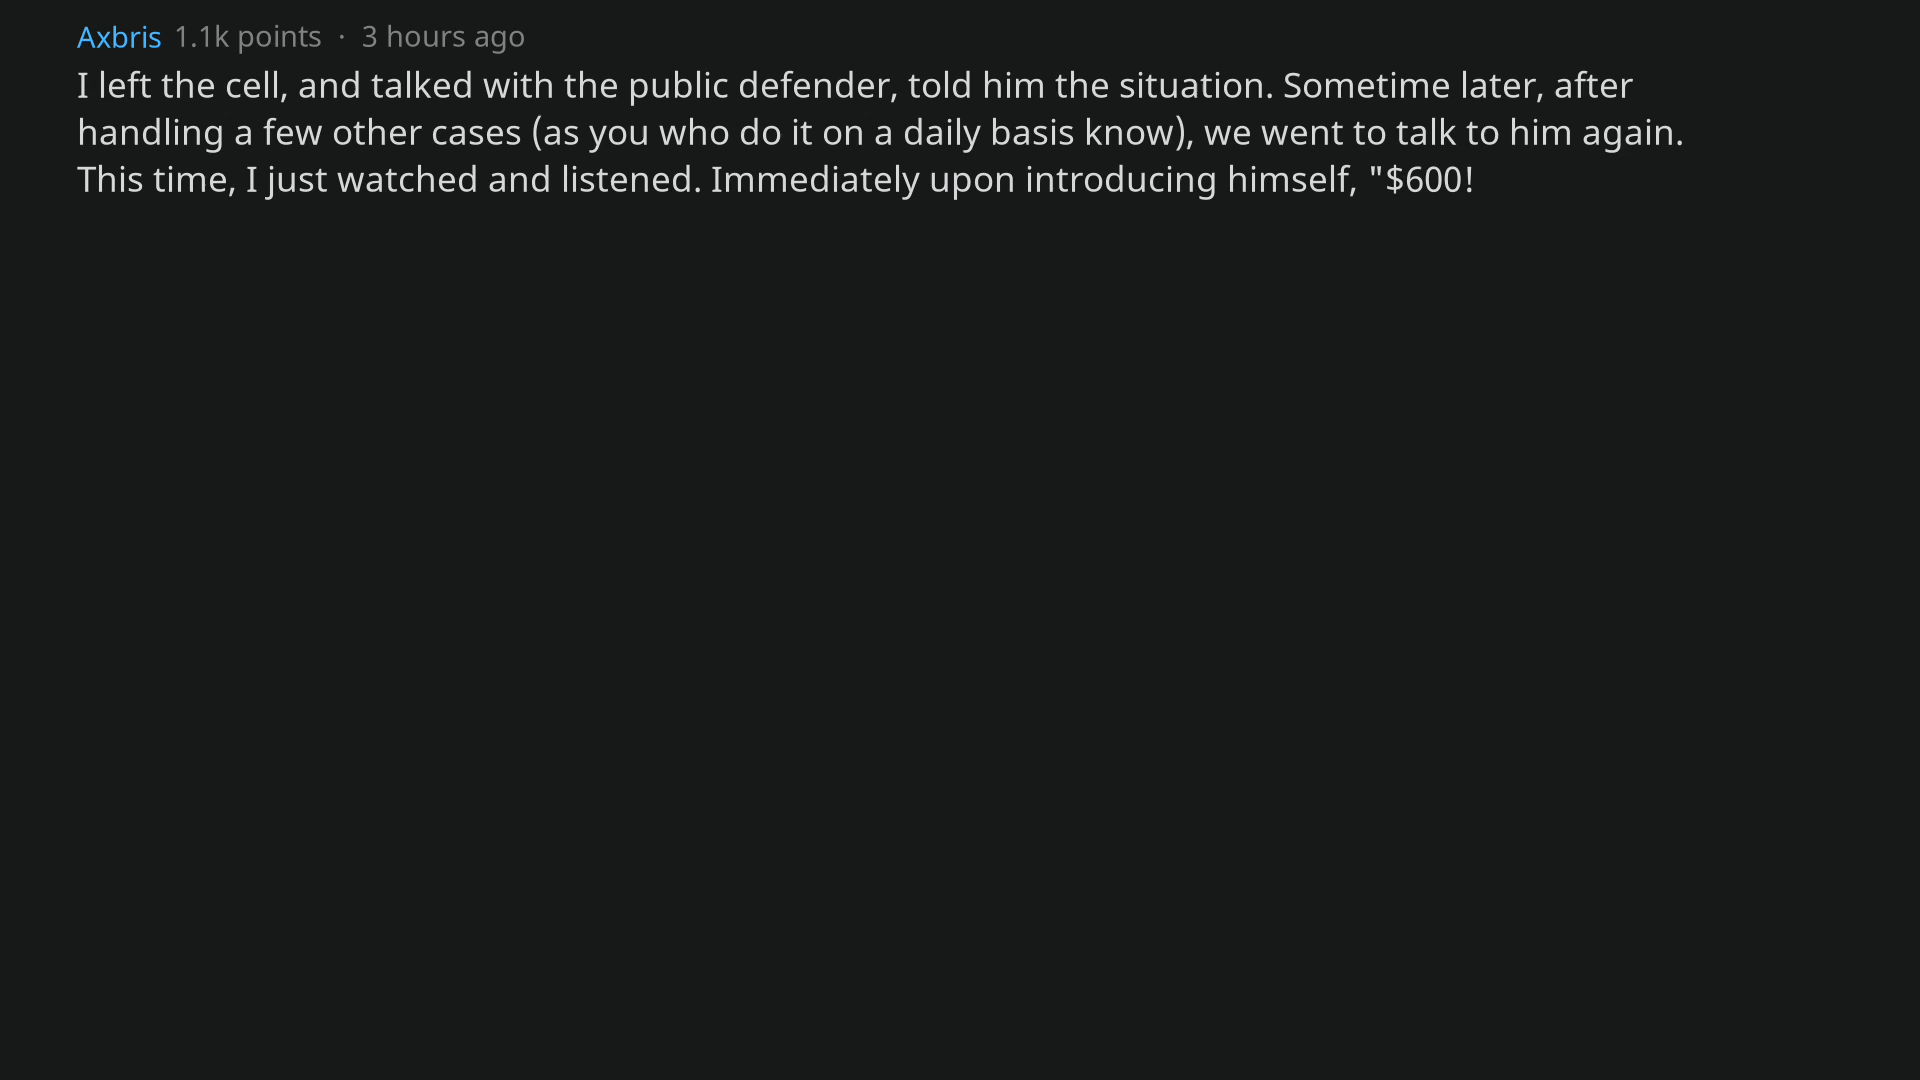 Axbris 1.1k points · 3 hours ago
I left the cell, and talked with the public defender, told him the situation. Sometime later, after
handling a few other cases (as you who do it on a daily basis know), we went to talk to him again.
This time, I just watched and listened. Immediately upon introducing himself, "$600!